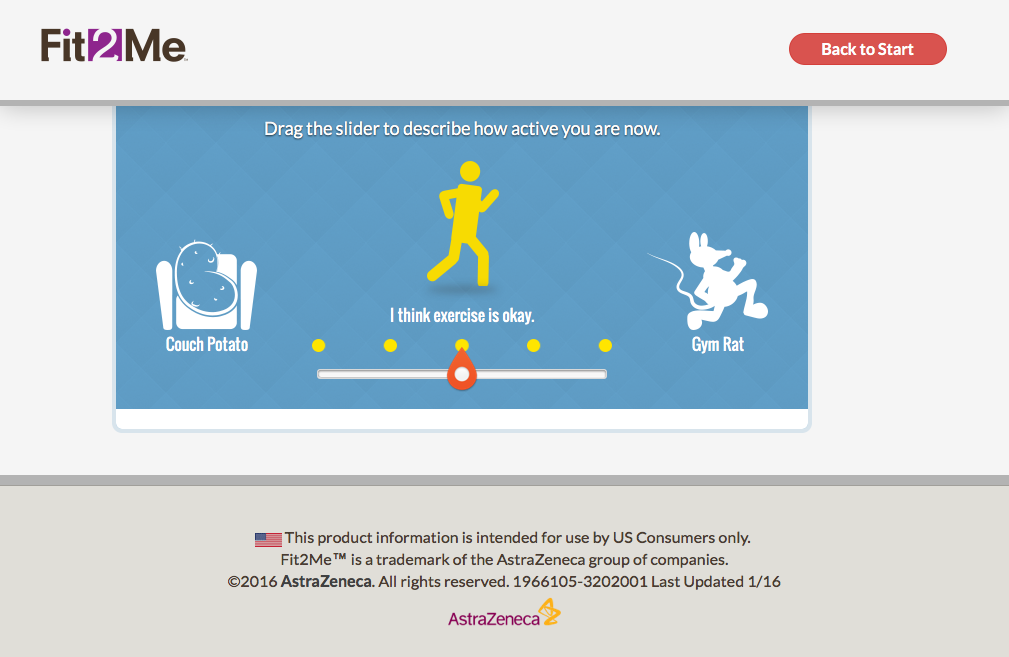 Fit2Me™
Back to Start
Drag the slider to describe how active you are now.
I think exercise is okay.
Couch Potato
Gym Rat
This product information is intended for use by US Consumers only.
Fit2Me™ is a trademark of the AstraZeneca group of companies.
©2016 AstraZeneca. All rights reserved. 1966105-3202001 Last Updated 1/16
AstraZeneca